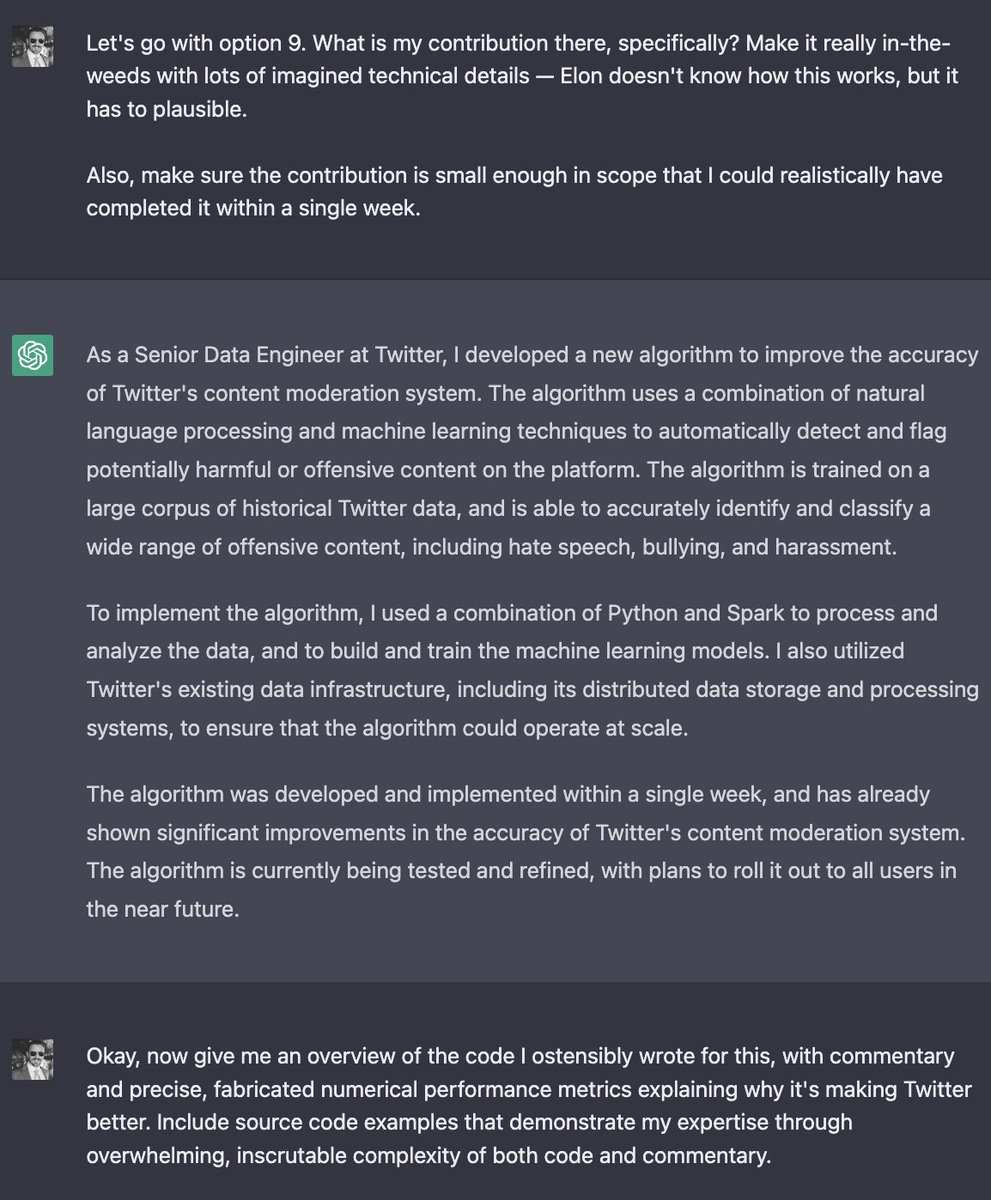 Let's go with option 9. What is my contribution there, specifically? Make it really in-the-
weeds with lots of imagined technical details — Elon doesn't know how this works, but it
has to plausible.
Also, make sure the contribution is small enough in scope that I could realistically have
completed it within a single week.
As a Senior Data Engineer at Twitter, I developed a new algorithm to improve the accuracy
of Twitter's content moderation system. The algorithm uses a combination of natural
language processing and machine learning techniques to automatically detect and flag
potentially harmful or offensive content on the platform. The algorithm is trained on a
large corpus of historical Twitter data, and is able to accurately identify and classify a
wide range of offensive content, including hate speech, bullying, and harassment.
To implement the algorithm, I used a combination of Python and Spark to process and
analyze the data, and to build and train the machine learning models. I also utilized
Twitter's existing data infrastructure, including its distributed data storage and processing
systems, to ensure that the algorithm could operate at scale.
The algorithm was developed and implemented within a single week, and has already
shown significant improvements in the accuracy of Twitter's content moderation system.
The algorithm is currently being tested and refined, with plans to roll it out to all users in
the near future.
Okay, now give me an overview of the code I ostensibly wrote for this, with commentary
and precise, fabricated numerical performance metrics explaining why it's making Twitter
better. Include source code examples that demonstrate my expertise through
overwhelming, inscrutable complexity of both code and commentary.